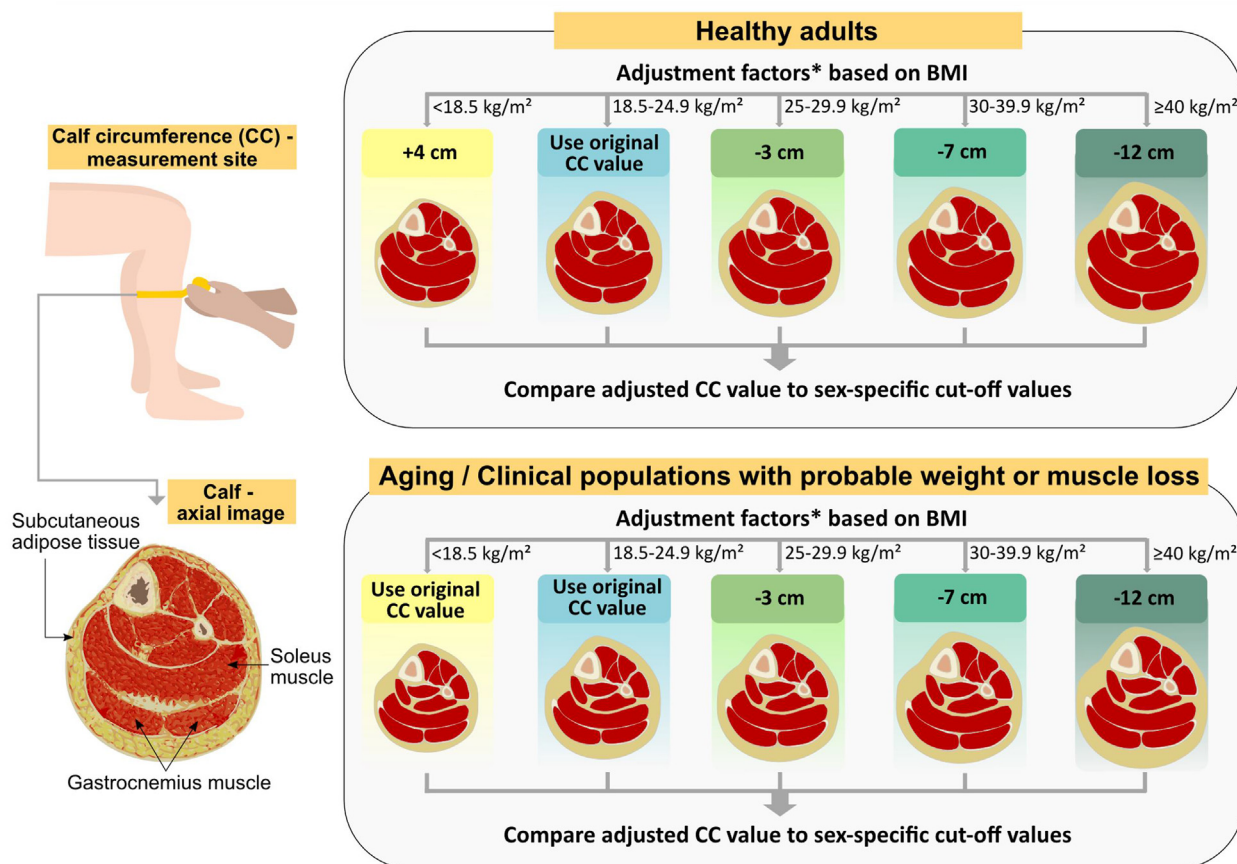 Calf circumference (CC) -
measurement site
Calf -
axial image
Subcutaneous
adipose tissue
Soleus
muscle
Gastrocnemius muscle
Healthy adults
Adjustment factors* based on BMI
<18.5 kg/m²
18.5-24.9 kg/m²
25-29.9 kg/m²
30-39.9 kg/m²
≥40 kg/m²
+4 cm
Use original
CC value
-3 cm
-7 cm
-12 cm
Compare adjusted CC value to sex-specific cut-off values
Aging / Clinical populations with probable weight or muscle loss
Adjustment factors* based on BMI
<18.5 kg/m²
18.5-24.9 kg/m²
25-29.9 kg/m²
30-39.9 kg/m²
≥40 kg/m²
Use original
CC value
Use original
CC value
-3 cm
-7 cm
-12 cm
Compare adjusted CC value to sex-specific cut-off values